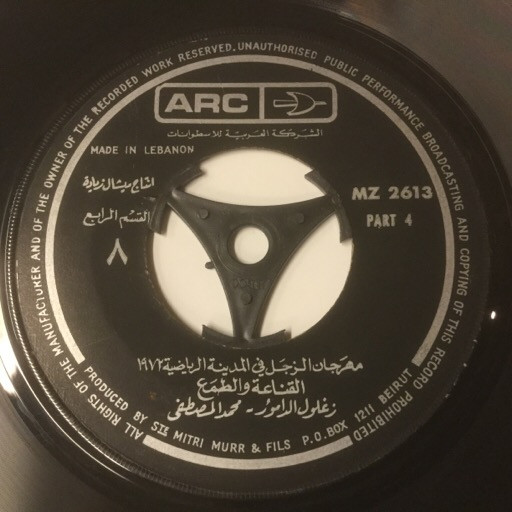 ALL RIGHTS OF THE MANUFACTURER AND OF THE OWNER OF THE RECORDED WORK RESERVED. UNAUTHORISED PUBLIC PERFORMANCE BROADCASTING AND COPYING OF THIS RECORD PROHIBITED
ARC
الشركة العربية للاسطوانات
MADE IN LEBANON
انتاج ميشال زيادة
MZ 2613
القسم الرابع
PART 4
٨
مهرجان الزجل في المدينة الرياضية ١٩٧٢
القناعة والطمع
زغلول الدامور - محمد المصطفى
PRODUCED BY STE MITRI MURR & FILS P.O. BOX 1211 BEIRUT